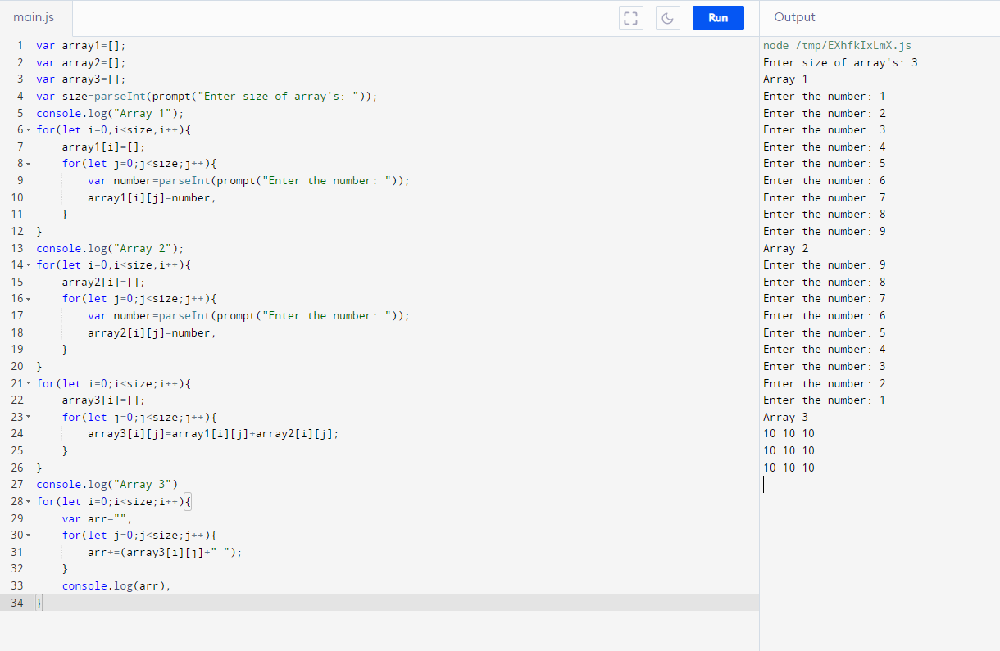 main.js
Run
Output
1 var array1=[];
2 var array2=[];
3 var array3=[];
4 var size=parseInt(prompt("Enter size of array's: "));
5 console.log("Array 1");
6 for(let i=0;i<size;i++){
7 array1[i]=[];
8 for(let j=0;j<size;j++){
9 var number=parseInt(prompt("Enter the number: "));
10 array1[i][j]=number;
11 }
12 }
13 console.log("Array 2");
14 for(let i=0;i<size;i++){
15 array2[i]=[];
16 for(let j=0;j<size;j++){
17 var number=parseInt(prompt("Enter the number: "));
18 array2[i][j]=number;
19 }
20 }
21 for(let i=0;i<size;i++){
22 array3[i]=[];
23 for(let j=0;j<size;j++){
24 array3[i][j]=array1[i][j]+array2[i][j];
25 }
26 }
27 console.log("Array 3")
28 for(let i=0;i<size;i++){
29 var arr="";
30 for(let j=0;j<size;j++){
31 arr+=(array3[i][j]+" ");
32 }
33 console.log(arr);
34 }
node /tmp/EXhfkIxLmX.js
Enter size of array's: 3
Array 1
Enter the number: 1
Enter the number: 2
Enter the number: 3
Enter the number: 4
Enter the number: 5
Enter the number: 6
Enter the number: 7
Enter the number: 8
Enter the number: 9
Array 2
Enter the number: 9
Enter the number: 8
Enter the number: 7
Enter the number: 6
Enter the number: 5
Enter the number: 4
Enter the number: 3
Enter the number: 2
Enter the number: 1
Array 3
10 10 10
10 10 10
10 10 10